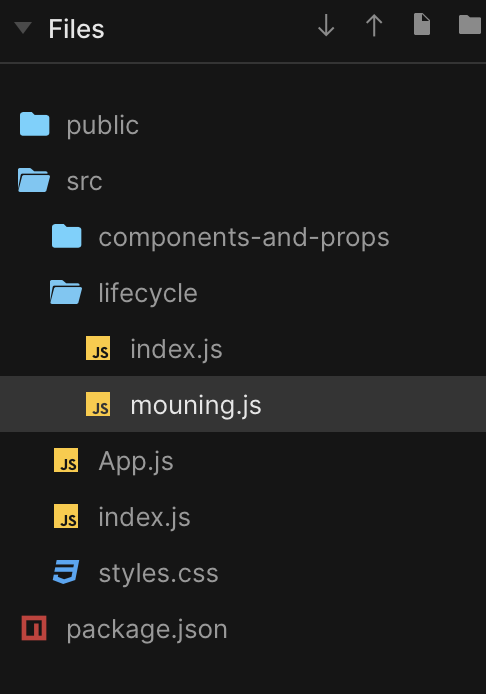 Files
public
src
components-and-props
lifecycle
JS index.js
JS mouning.js
JS App.js
JS index.js
styles.css
package.json